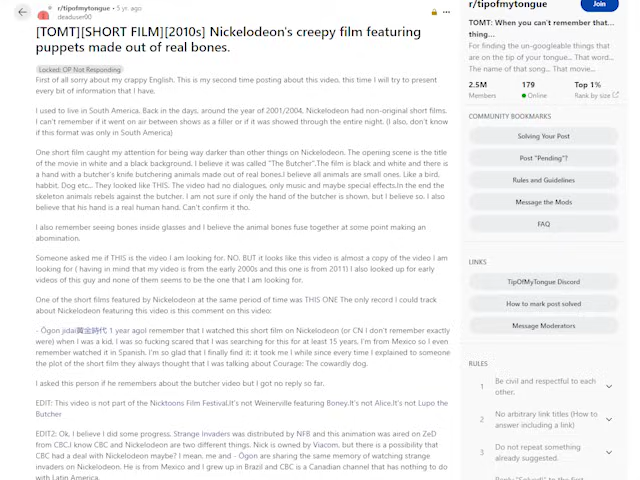 r/tipofmytongue • 5 yr. ago
deaduser00
[TOMT][SHORT FILM][2010s] Nickelodeon's creepy film featuring
puppets made out of real bones.
Locked: OP Not Responding
First of all sorry about my crappy English. This is my second time posting about this video, this time I will try to present
every bit of information that I have.
I used to live in South America. Back in the days, around the year of 2001/2004, Nickelodeon had non-original short films.
I can't remember if it went on air between shows as a filler or if it was showed through the entire night. (I also, don't know
if this format was only in South America)
One short film caught my attention for being way darker than other things on Nickelodeon. The opening scene is the title
of the movie in white and a black background. I believe it was called "The Butcher".The film is black and white and there is
a hand with a butcher's knife butchering animals made out of real bones.I believe all animals are small ones. Like a bird,
habbit, Dog etc... They looked like THIS. The video had no dialogues, only music and maybe special effects.In the end the
skeleton animals rebels against the butcher. I am not sure if only the hand of the butcher is shown, but I believe so. I also
believe that his hand is a real human hand. Can't confirm it tho.
I also remember seeing bones inside glasses and I believe the animal bones fuse together at some point making an
abomination.
Someone asked me if THIS is the video I am looking for. NO. BUT it looks like this video is almost a copy of the video I am
looking for ( having in mind that my video is from the early 2000s and this one is from 2011) I also looked up for early
videos of this guy and none of them seems to be the one that I am looking for.
One of the short films featured by Nickelodeon at the same period of time was THIS ONE The only record I could track
about Nickelodeon featuring this video is this comment on this video:
- Ōgon jidai黄金時代 1 year agoI remember that I watched this short film on Nickelodeon (or CN I don't remember exactly
were) when I was a kid, I was so fucking scared that I was searching for this for at least 15 years, I'm from Mexico so I even
remember watched it in Spanish. I'm so glad that I finally find it; it took me I while since every time I explained to someone
the plot of the short film they always thought that I was talking about Courage: The cowardly dog.
I asked this person if he remembers about the butcher video but I got no reply so far.
EDIT: This video is not part of the Nicktoons Film Festival.It's not Weinerville featuring Boney.It's not Alice.It's not Lupo the
Butcher
EDIT2: Ok, I believe I did some progress, Strange Invaders was distributed by NFB and this animation was aired on ZeD
from CBC.I know CBC and Nickelodeon are two different things, Nick is owned by Viacom, but there is a possibility that
CBC had a deal with Nickelodeon maybe? I mean, me and - Ōgon are sharing the same memory of watching strange
invaders on Nickelodeon. He is from Mexico and I grew up in Brazil and CBC is a Canadian channel that has nothing to do
with Latin America.
r/tipofmytongue
Join
TOMT: When you can't remember that...
thing...
For finding the un-googleable things that
are on the tip of your tongue... That word...
The name of that song... That movie...
2.5M 179 Top 1%
Members Online Rank by size
COMMUNITY BOOKMARKS
Solving Your Post
Post "Pending"?
Rules and Guidelines
Message the Mods
FAQ
LINKS
TipOfMyTongue Discord
How to mark post solved
Message Moderators
RULES
1 Be civil and respectful to each
other.
2 No arbitrary link titles (How to
answer including a link)
3 Do not repeat something
already suggested.
Reply "Solved!" to the first